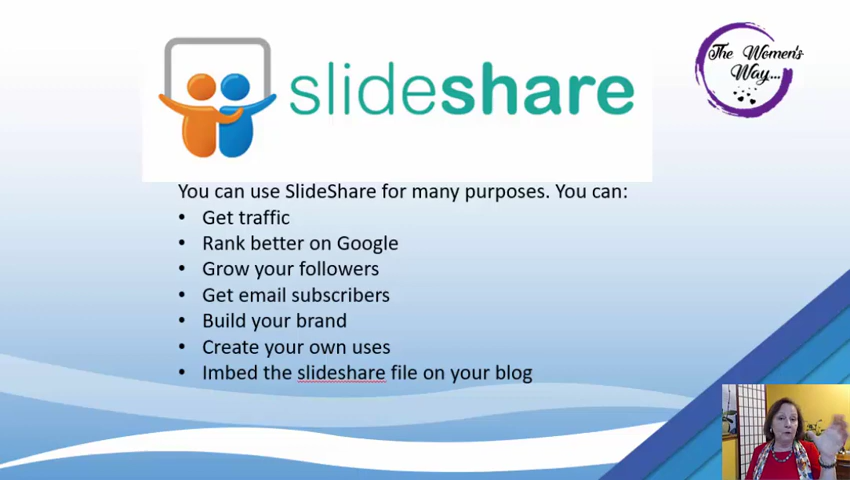 slideshare
The Women's
Way...
You can use SlideShare for many purposes. You can:
• Get traffic
• Rank better on Google
• Grow your followers
• Get email subscribers
• Build your brand
• Create your own uses
• Imbed the slideshare file on your blog